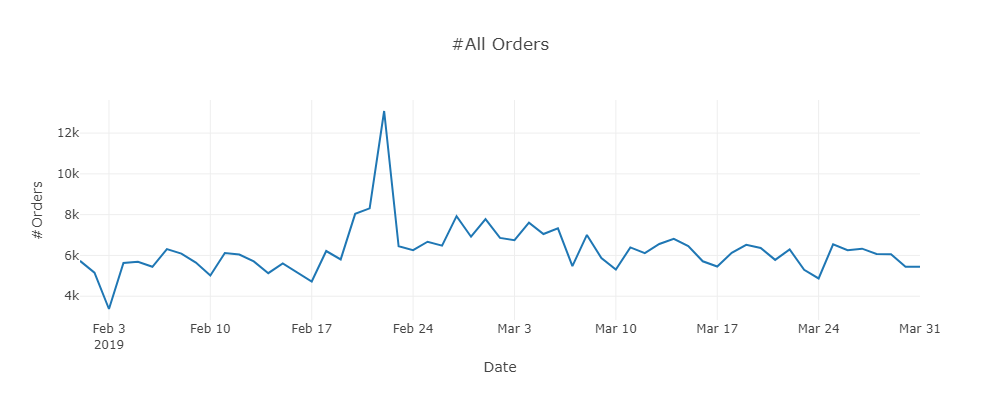 #All Orders
12k
10k
8k
6k
4k
#Orders
Feb 3
2019
Feb 10
Feb 17
Feb 24
Mar 3
Mar 10
Mar 17
Mar 24
Mar 31
Date